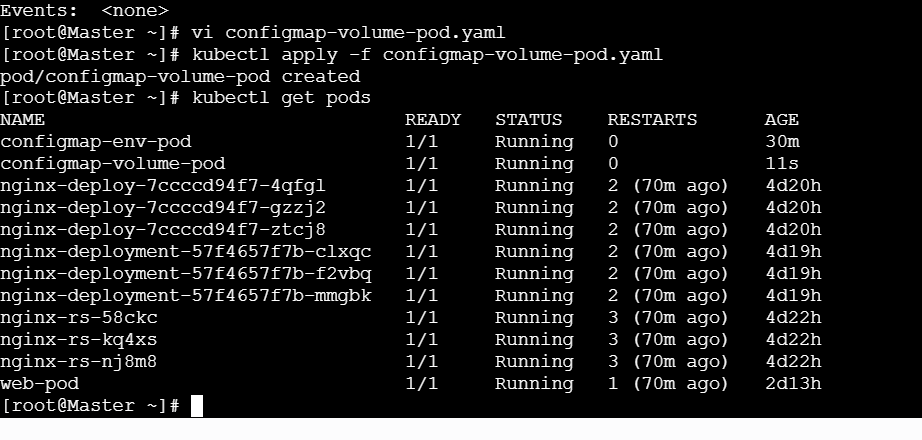 Events:  <none>
[root@Master ~]# vi configmap-volume-pod.yaml
[root@Master ~]# kubectl apply -f configmap-volume-pod.yaml
pod/configmap-volume-pod created
[root@Master ~]# kubectl get pods
NAME                              READY   STATUS    RESTARTS      AGE
configmap-env-pod                 1/1     Running   0             30m
configmap-volume-pod              1/1     Running   0             11s
nginx-deploy-7ccccd94f7-4qfgl     1/1     Running   2 (70m ago)   4d20h
nginx-deploy-7ccccd94f7-gzzj2     1/1     Running   2 (70m ago)   4d20h
nginx-deploy-7ccccd94f7-ztcj8     1/1     Running   2 (70m ago)   4d20h
nginx-deployment-57f4657f7b-clxqc   1/1     Running   2 (70m ago)   4d19h
nginx-deployment-57f4657f7b-f2vbq   1/1     Running   2 (70m ago)   4d19h
nginx-deployment-57f4657f7b-mmgbk   1/1     Running   2 (70m ago)   4d19h
nginx-rs-58ckc                    1/1     Running   3 (70m ago)   4d22h
nginx-rs-kq4xs                    1/1     Running   3 (70m ago)   4d22h
nginx-rs-nj8m8                    1/1     Running   3 (70m ago)   4d22h
web-pod                           1/1     Running   1 (70m ago)   2d13h
[root@Master ~]#